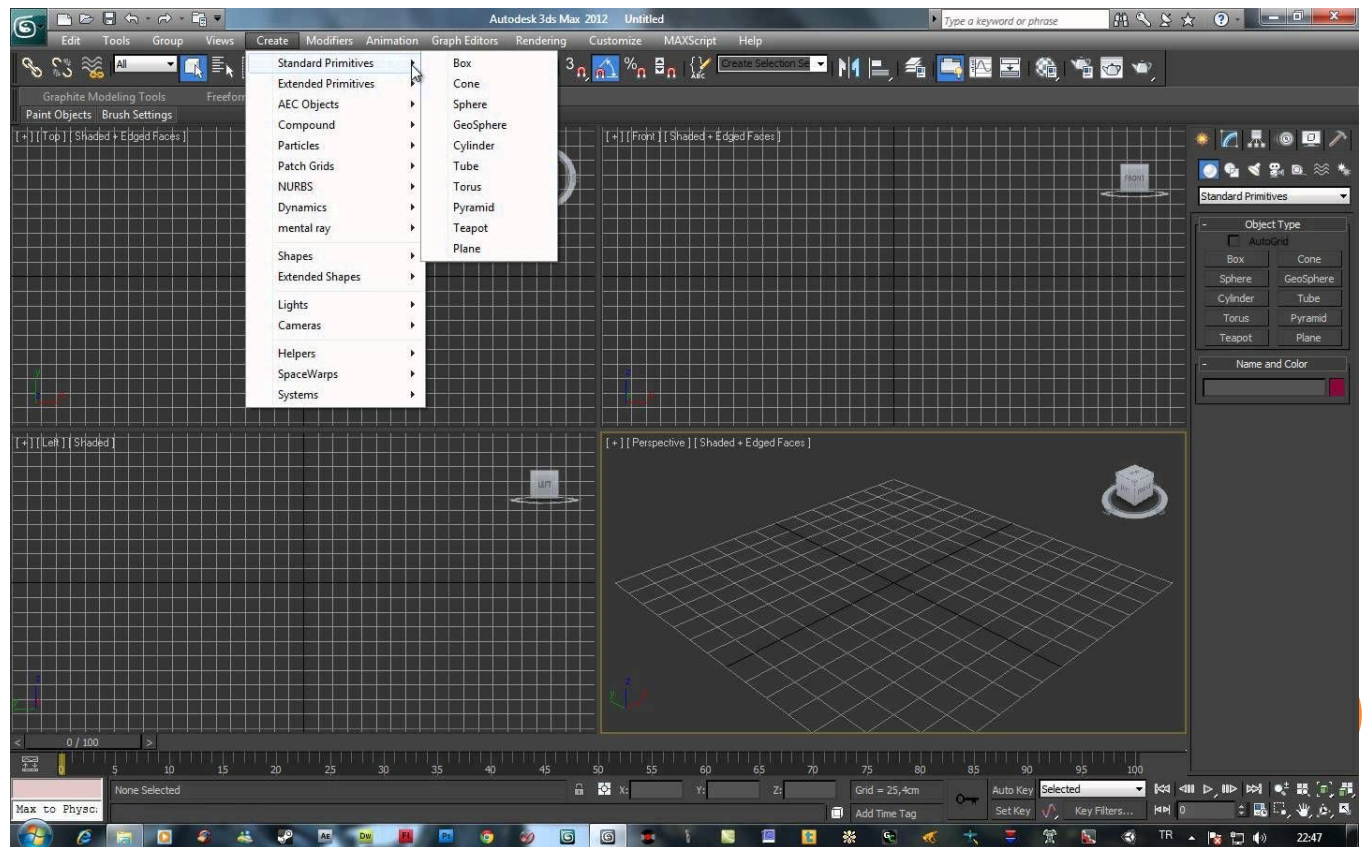 Autodesk 3ds Max 2012 Untitled
Type a keyword or phrase
Edit Tools Group Views Create Modifiers Animation Graph Editors Rendering Customize MAXScript Help
All
3
Create Selection Se
Graphite Modeling Tools Freeform
Paint Objects Brush Settings
Standard Primitives
Extended Primitives
AEC Objects
Compound
Particles
Patch Grids
NURBS
Dynamics
mental ray
Shapes
Extended Shapes
Lights
Cameras
Helpers
SpaceWarps
Systems
Box
Cone
Sphere
GeoSphere
Cylinder
Tube
Torus
Pyramid
Teapot
Plane
[ + ] [ Top ] [ Shaded + Edged Faces ]
[ + ] [ Front ] [ Shaded + Edged Faces ]
FRONT
[ + ] [ Left ] [ Shaded ]
LEFT
[ + ] [ Perspective ] [ Shaded + Edged Faces ]
Standard Primitives
- Object Type
AutoGrid
Box Cone
Sphere GeoSphere
Cylinder Tube
Torus Pyramid
Teapot Plane
- Name and Color
< 0 / 100 >
0 5 10 15 20 25 30 35 40 45 50 55 60 65 70 75 80 85 90 95 100
None Selected X: Y: Z: Grid = 25,4cm Auto Key Selected
Max to Physc: Add Time Tag Set Key Key Filters... 0
Ae Dw FL Ps TR 22:47